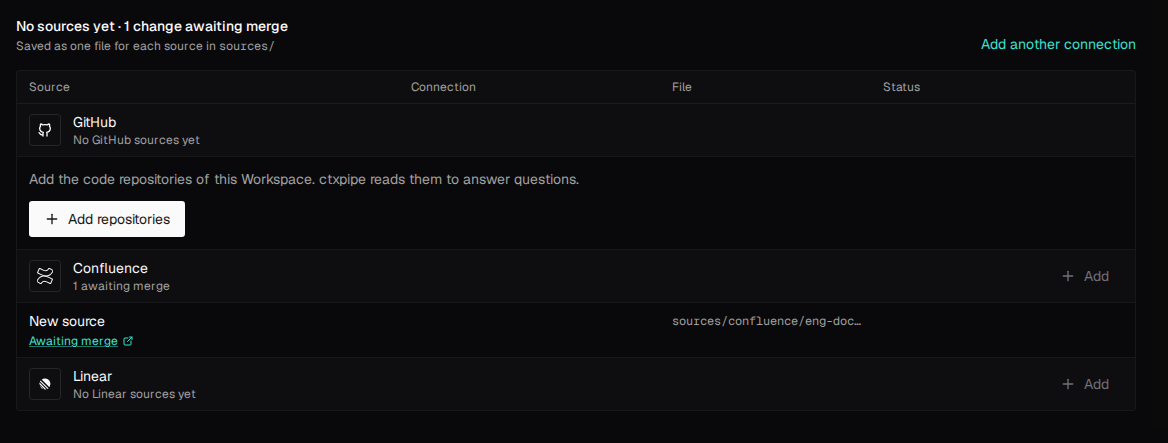 No sources yet · 1 change awaiting merge
Saved as one file for each source in sources/
Add another connection
Source Connection File Status
GitHub
No GitHub sources yet
Add the code repositories of this Workspace. ctxpipe reads them to answer questions.
+ Add repositories
Confluence
1 awaiting merge
+ Add
New source
sources/confluence/eng-doc…
Awaiting merge
Linear
No Linear sources yet
+ Add